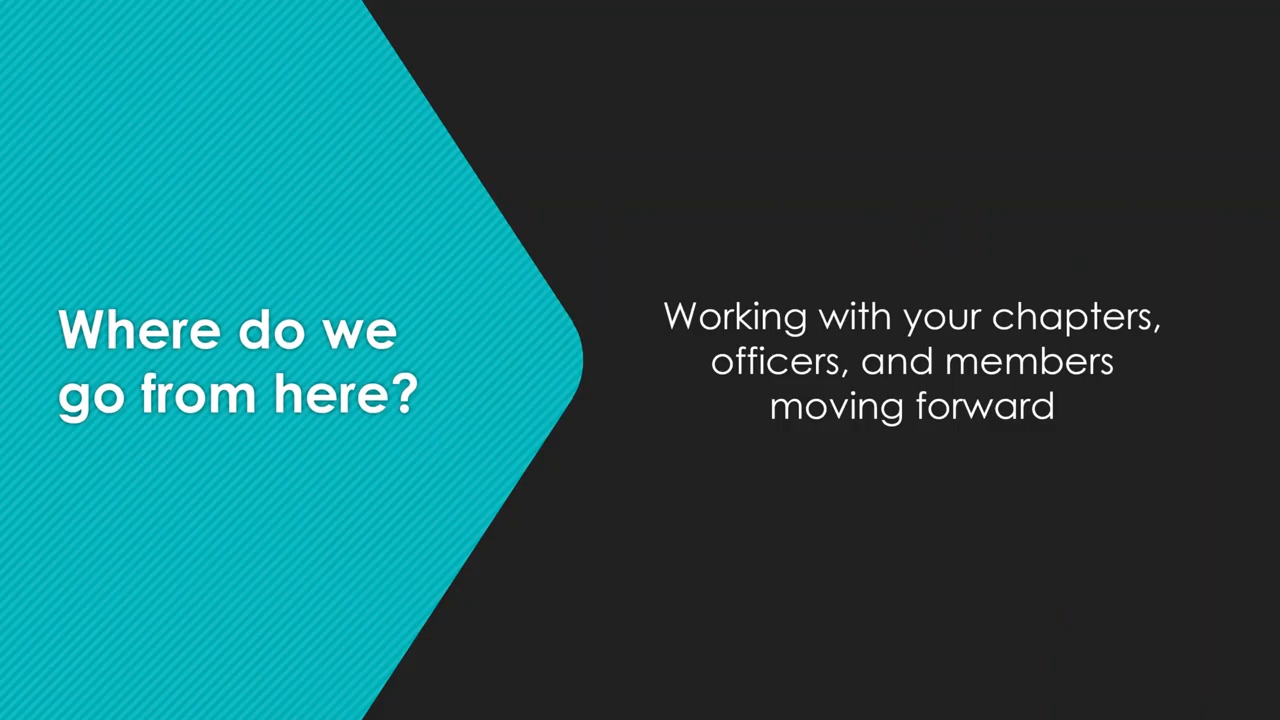 Where do we
go from here?
Working with your chapters,
officers, and members
moving forward